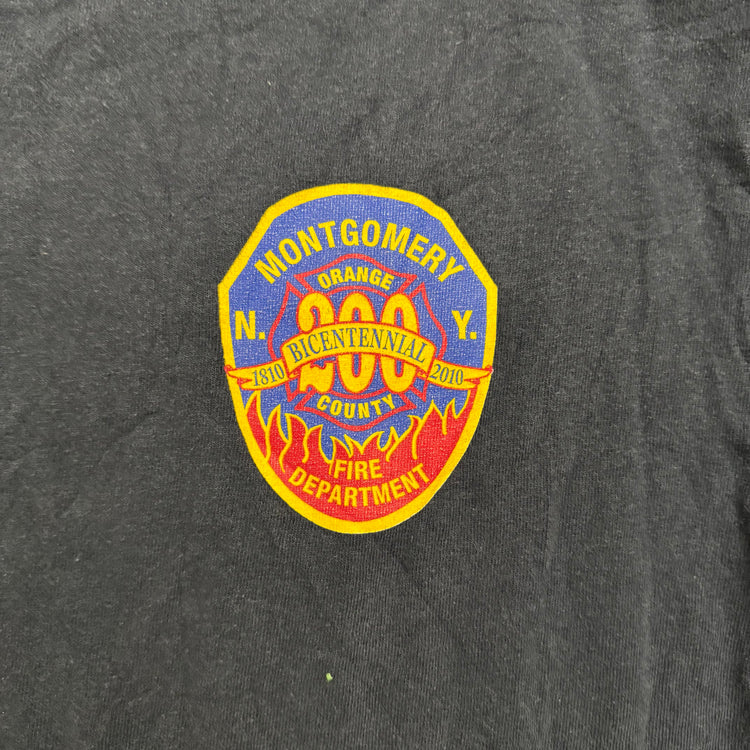 MONTGOMERY
ORANGE
N. 200 Y.
BICENTENNIAL
1810 2010
COUNTY
FIRE
DEPARTMENT